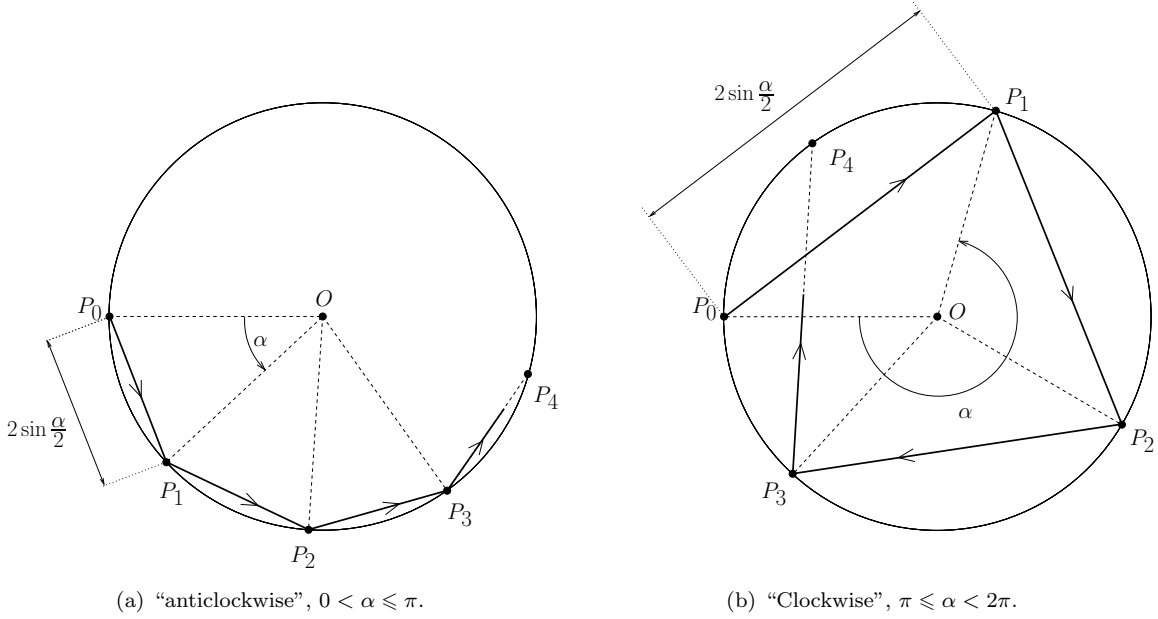 P₀
O
α
2 sin α/2
P₁
P₂
P₃
P₄
(a) “anticlockwise”, 0 < α ⩽ π.
2 sin α/2
P₁
P₄
P₀
O
α
P₂
P₃
(b) “Clockwise”, π ⩽ α < 2π.